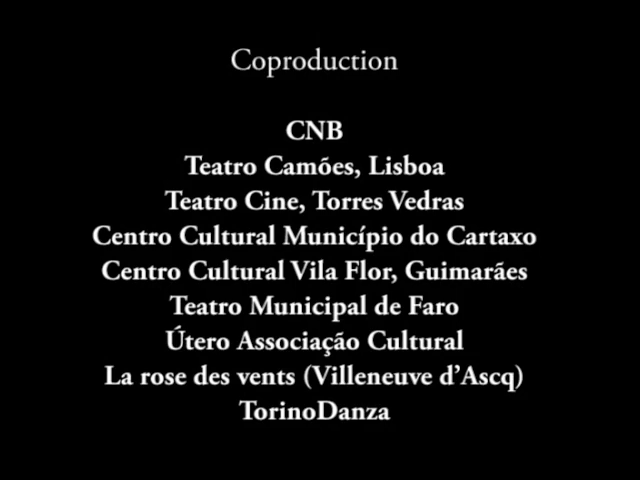 Coproduction
CNB
Teatro Camões, Lisboa
Teatro Cine, Torres Vedras
Centro Cultural Município do Cartaxo
Centro Cultural Vila Flor, Guimarães
Teatro Municipal de Faro
Útero Associação Cultural
La rose des vents (Villeneuve d’Ascq)
TorinoDanza